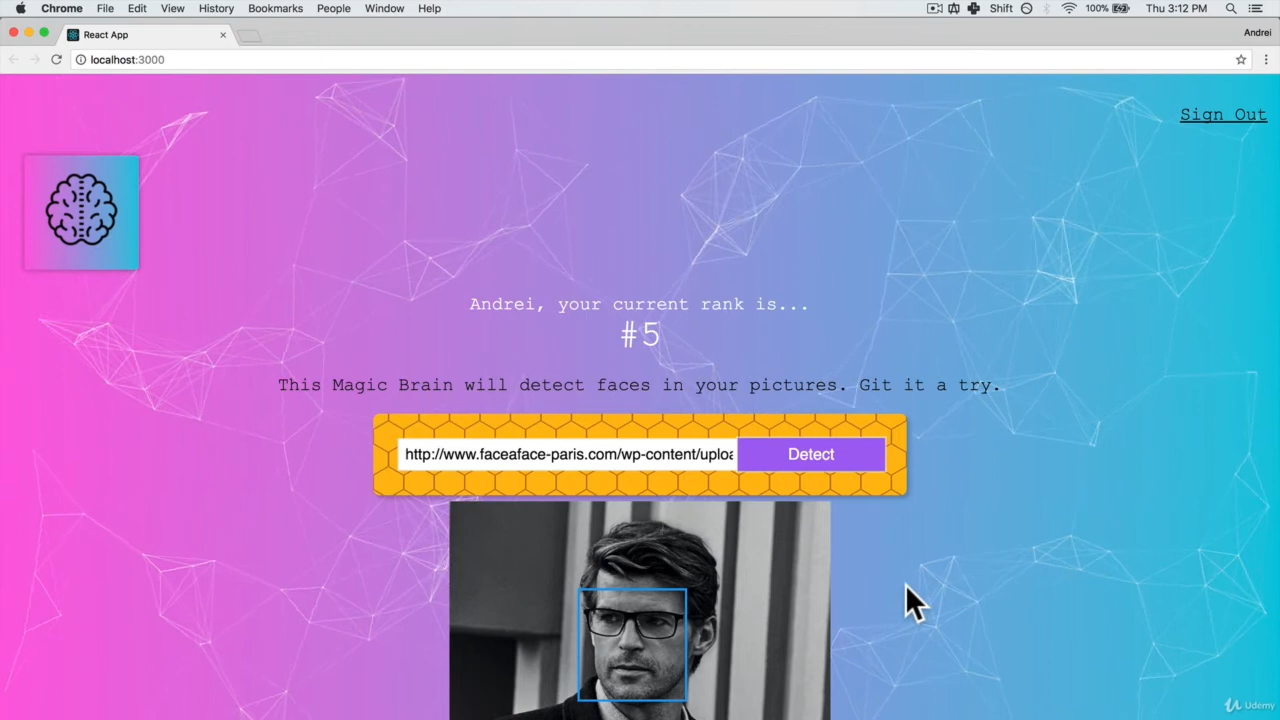 Chrome File Edit View History Bookmarks People Window Help Shift 100% Thu 3:12 PM
React App Andrei
localhost:3000
Sign Out
Andrei, your current rank is...
#5
This Magic Brain will detect faces in your pictures. Git it a try.
http://www.faceaface-paris.com/wp-content/uploa Detect
Udemy